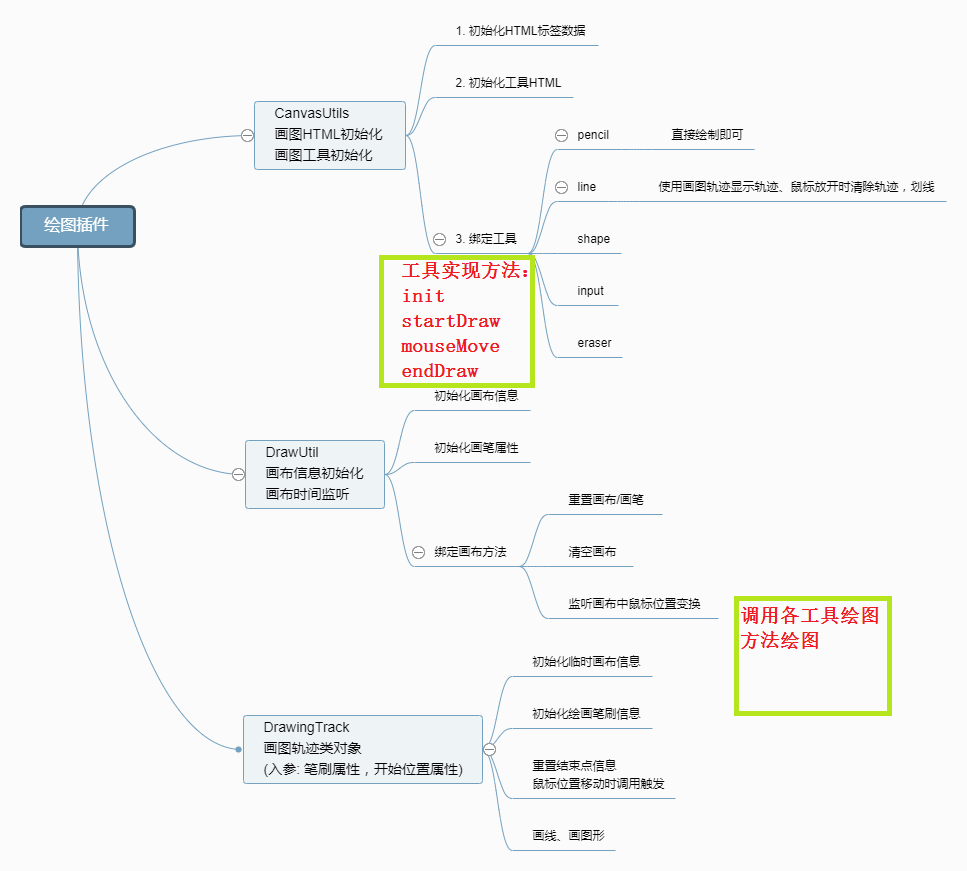 绘图插件
CanvasUtils
画图HTML初始化
画图工具初始化
1. 初始化HTML标签数据
2. 初始化工具HTML
3. 绑定工具
pencil
直接绘制即可
line
使用画图轨迹显示轨迹、鼠标放开时清除轨迹，划线
shape
input
eraser
工具实现方法：
init
startDraw
mouseMove
endDraw
DrawUtil
画布信息初始化
画布时间监听
初始化画布信息
初始化画笔属性
绑定画布方法
重置画布/画笔
清空画布
监听画布中鼠标位置变换
调用各工具绘图
方法绘图
DrawingTrack
画图轨迹类对象
(入参: 笔刷属性，开始位置属性)
初始化临时画布信息
初始化绘画笔刷信息
重置结束点信息
鼠标位置移动时调用触发
画线、画图形